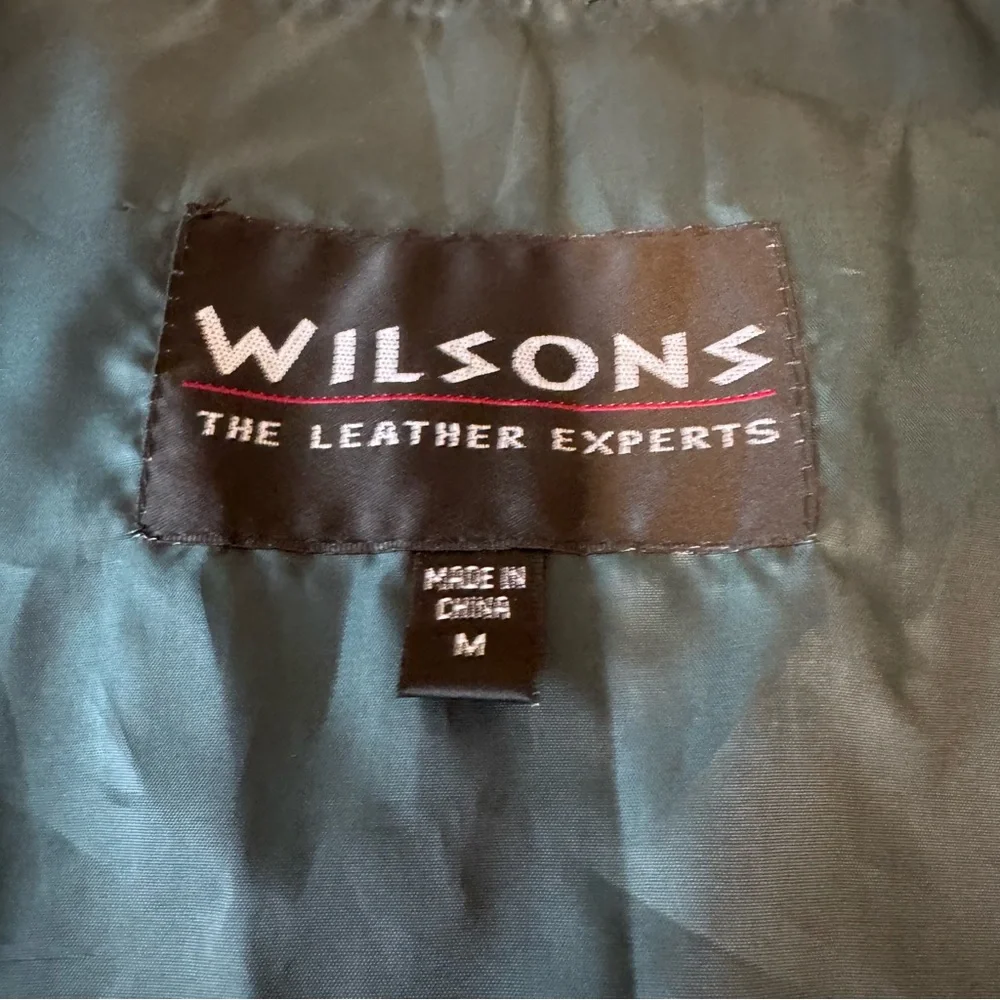 WILSONS
THE LEATHER EXPERTS
MADE IN
CHINA
M